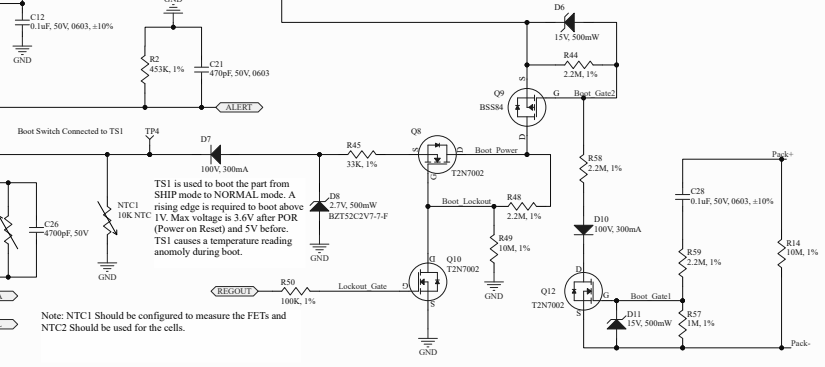 C12
0.1uF, 50V, 0603, ±10%
GND
GND
R2
453K, 1%
C21
470pF, 50V, 0603
ALERT
D6
15V, 500mW
R44
2.2M, 1%
S
Q9
BSS84
G
Boot_Gate2
D
Boot Switch Connected to TS1
TP4
D7
100V, 300mA
R45
33K, 1%
Q8
S
D
G
T2N7002
Boot_Power
R58
2.2M, 1%
Pack+
TS1 is used to boot the part from
SHIP mode to NORMAL mode. A
rising edge is required to boot above
1V. Max voltage is 3.6V after POR
(Power on Reset) and 5V before.
TS1 causes a temperature reading
anomoly during boot.
D8
2.7V, 500mW
BZT52C2V7-7-F
GND
NTC1
10K NTC
GND
C26
4700pF, 50V
Boot_Lockout
R48
2.2M, 1%
R49
10M, 1%
GND
C28
0.1uF, 50V, 0603, ±10%
D10
100V, 300mA
R59
2.2M, 1%
R14
10M, 1%
D
Q10
T2N7002
G
S
GND
REGOUT
R50
100K, 1%
Lockout_Gate
D
Q12
T2N7002
G
S
Boot_Gate1
D11
15V, 500mW
R57
1M, 1%
Pack-
Note: NTC1 Should be configured to measure the FETs and
NTC2 Should be used for the cells.